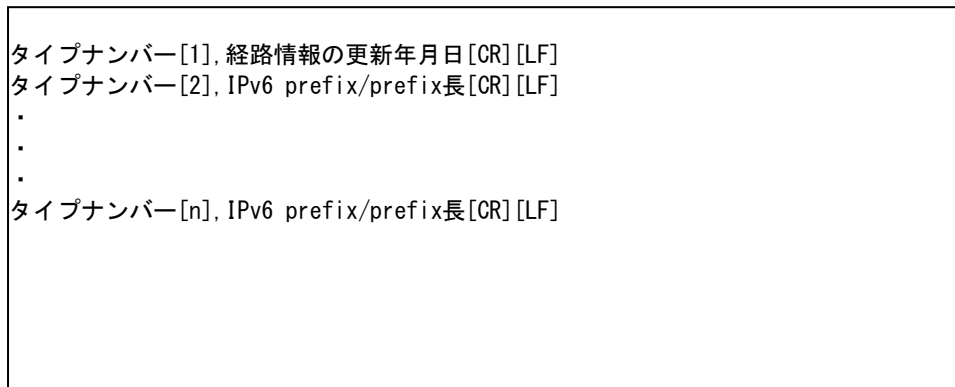 タイプナンバー[1],経路情報の更新年月日[CR][LF]
タイプナンバー[2],IPv6 prefix/prefix長[CR][LF]
・
・
・
タイプナンバー[n],IPv6 prefix/prefix長[CR][LF]